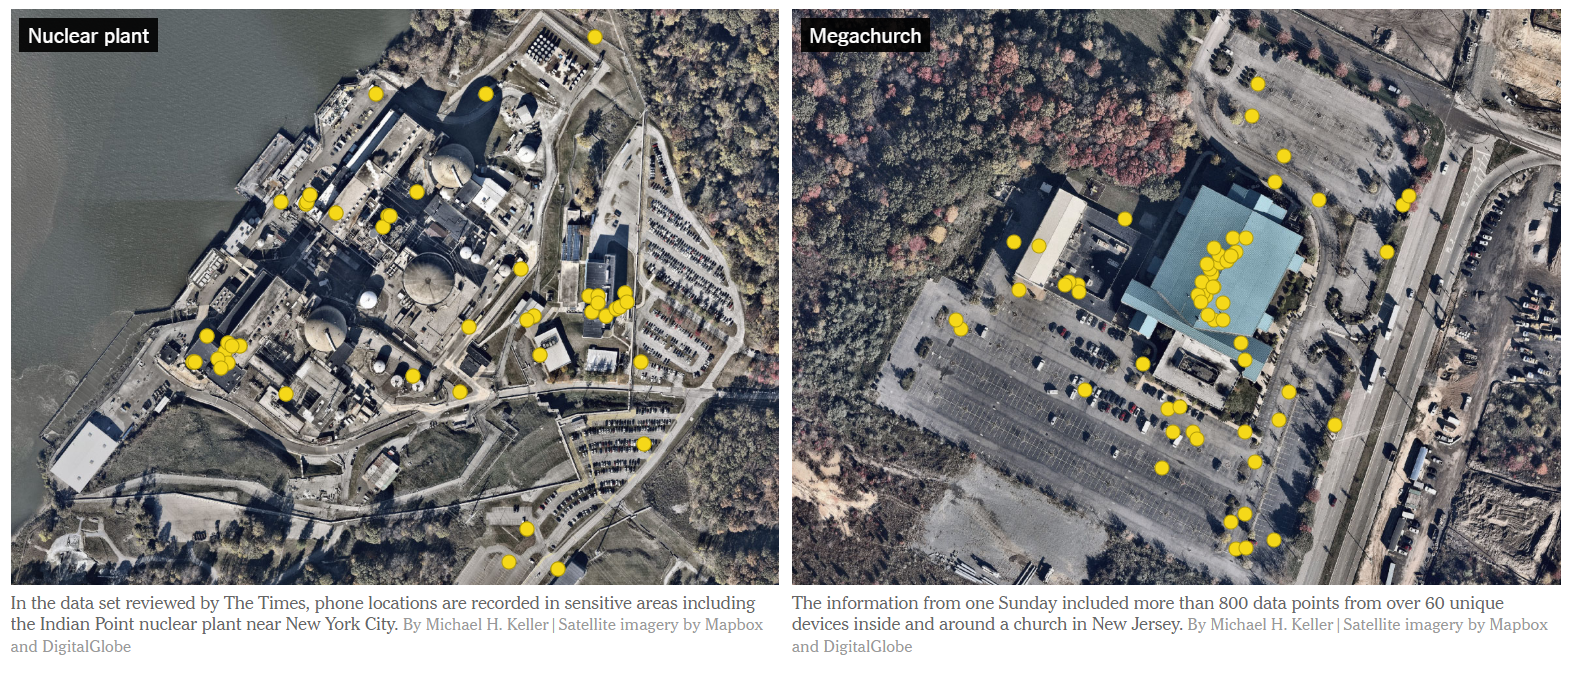 Nuclear plant
Megachurch
In the data set reviewed by The Times, phone locations are recorded in sensitive areas including
the Indian Point nuclear plant near New York City. By Michael H. Keller | Satellite imagery by Mapbox
and DigitalGlobe
The information from one Sunday included more than 800 data points from over 60 unique
devices inside and around a church in New Jersey. By Michael H. Keller | Satellite imagery by Mapbox
and DigitalGlobe